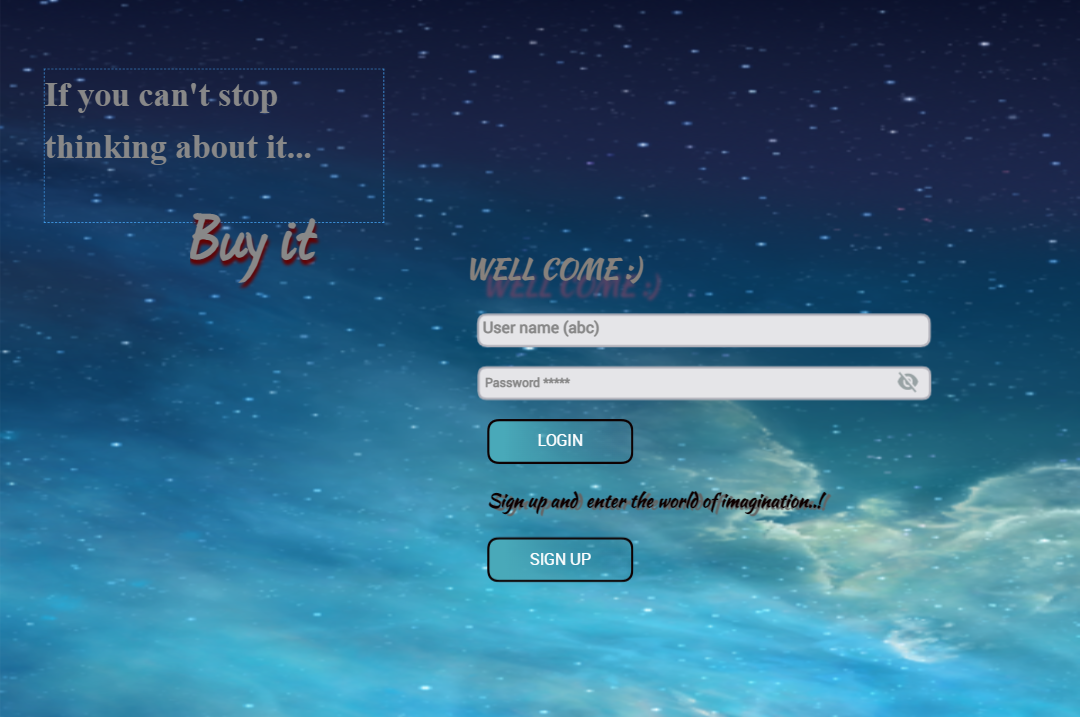 If you can't stop
thinking about it...
Buy it
WELL COME :)
User name (abc)
Password *****
LOGIN
Sign up and enter the world of imagination..!
SIGN UP